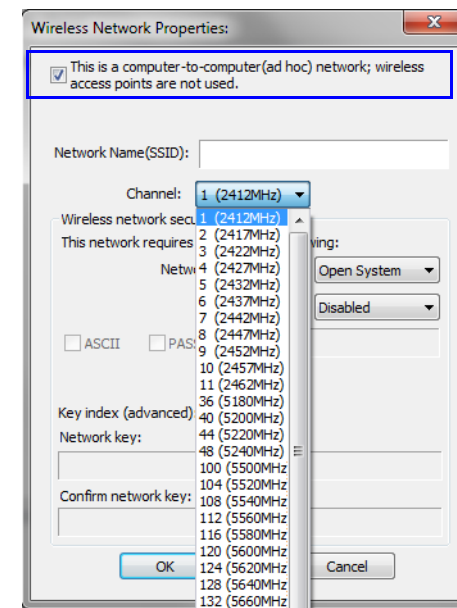 Wireless Network Properties:
x
This is a computer-to-computer(ad hoc) network; wireless
access points are not used.
Network Name(SSID):
Channel: 1 (2412MHz)
Wireless network secu
This network requires
wing:
Netw
Open System
Disabled
ASCII
PAS
Key index (advanced)
Network key:
Confirm network key:
1 (2412MHz)
2 (2417MHz)
3 (2422MHz)
4 (2427MHz)
5 (2432MHz)
6 (2437MHz)
7 (2442MHz)
8 (2447MHz)
9 (2452MHz)
10 (2457MHz)
11 (2462MHz)
36 (5180MHz)
40 (5200MHz)
44 (5220MHz)
48 (5240MHz)
100 (5500MHz
104 (5520MHz
108 (5540MHz
112 (5560MHz
116 (5580MHz
120 (5600MHz
124 (5620MHz
128 (5640MHz
132 (5660MHz
OK
Cancel